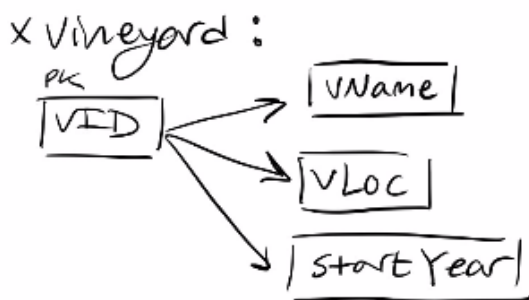 x Vineyard :
PK
VID
VName
VLoc
StartYear